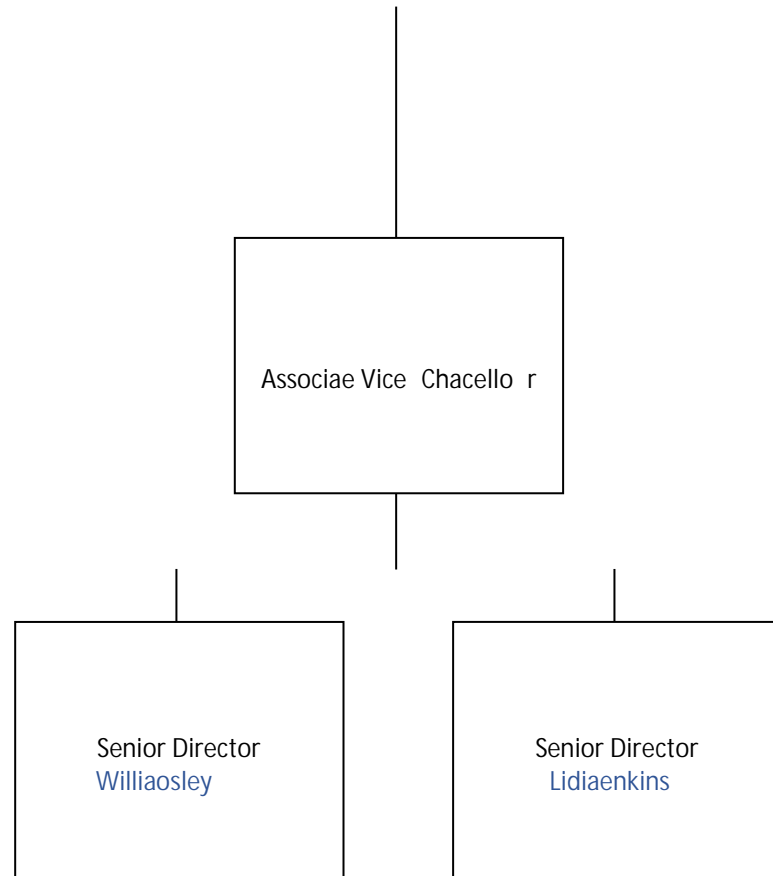 Associae Vice Chacello r
Senior Director
Williaosley
Senior Director
Lidiaenkins